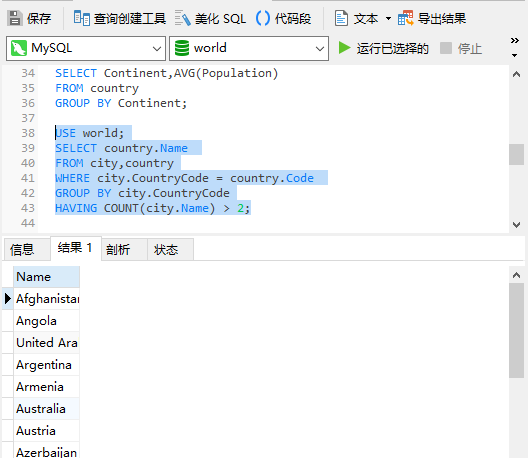 保存 查询创建工具 美化 SQL 代码段 文本 导出结果
MySQL world 运行已选择的 停止
34 SELECT Continent,AVG(Population)
35 FROM country
36 GROUP BY Continent;
37
38 USE world;
39 SELECT country.Name
40 FROM city,country
41 WHERE city.CountryCode = country.Code
42 GROUP BY city.CountryCode
43 HAVING COUNT(city.Name) > 2;
44
信息 结果 1 剖析 状态
Name
Afghanistan
Angola
United Ara
Argentina
Armenia
Australia
Austria
Azerbaijan